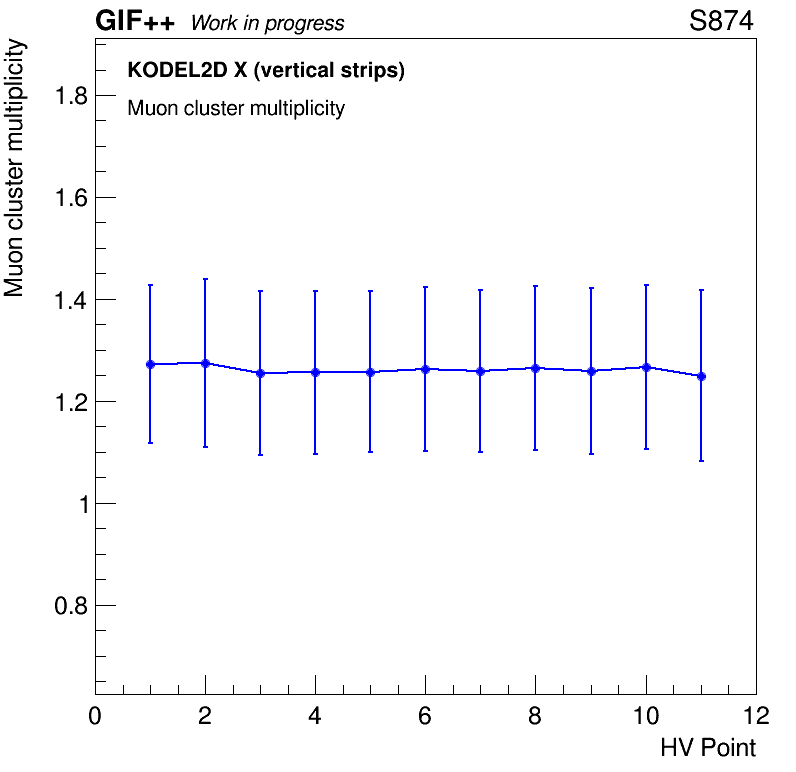 GIF++ Work in progress S874
Muon cluster multiplicity
KODEL2D X (vertical strips)
Muon cluster multiplicity
1.8
1.6
1.4
1.2
1
0.8
0 2 4 6 8 10 12
HV Point